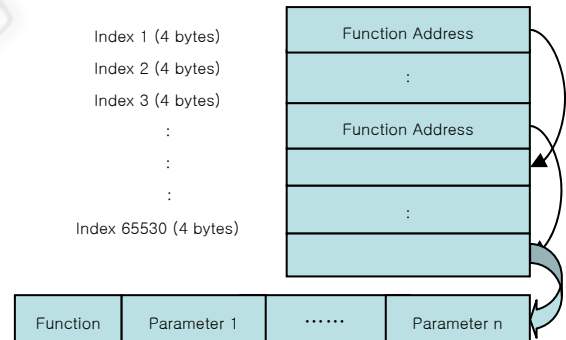 Index 1 (4 bytes)
Index 2 (4 bytes)
Index 3 (4 bytes)
:
:
:
Index 65530 (4 bytes)
Function Address
:
Function Address
:
Function Parameter 1 ...... Parameter n